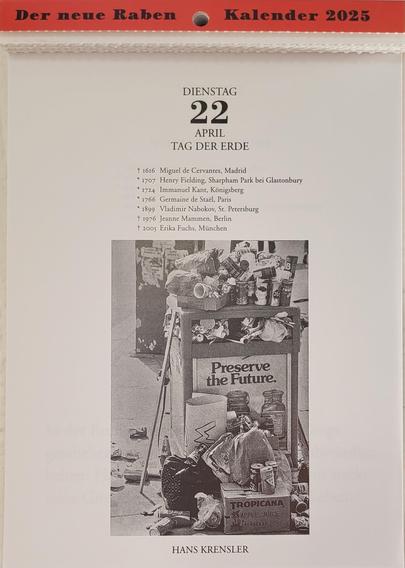 Der neue Raben Kalender 2025
DIENSTAG
22
APRIL
TAG DER ERDE
† 1616 Miguel de Cervantes, Madrid
* 1707 Henry Fielding, Sharpham Park bei Glastonbury
* 1724 Immanuel Kant, Königsberg
* 1766 Germaine de Staël, Paris
* 1899 Vladimir Nabokov, St. Petersburg
† 1976 Jeanne Mammen, Berlin
† 2005 Erika Fuchs, München
Preserve
the Future.
TROPICANA
HANS KRENSLER